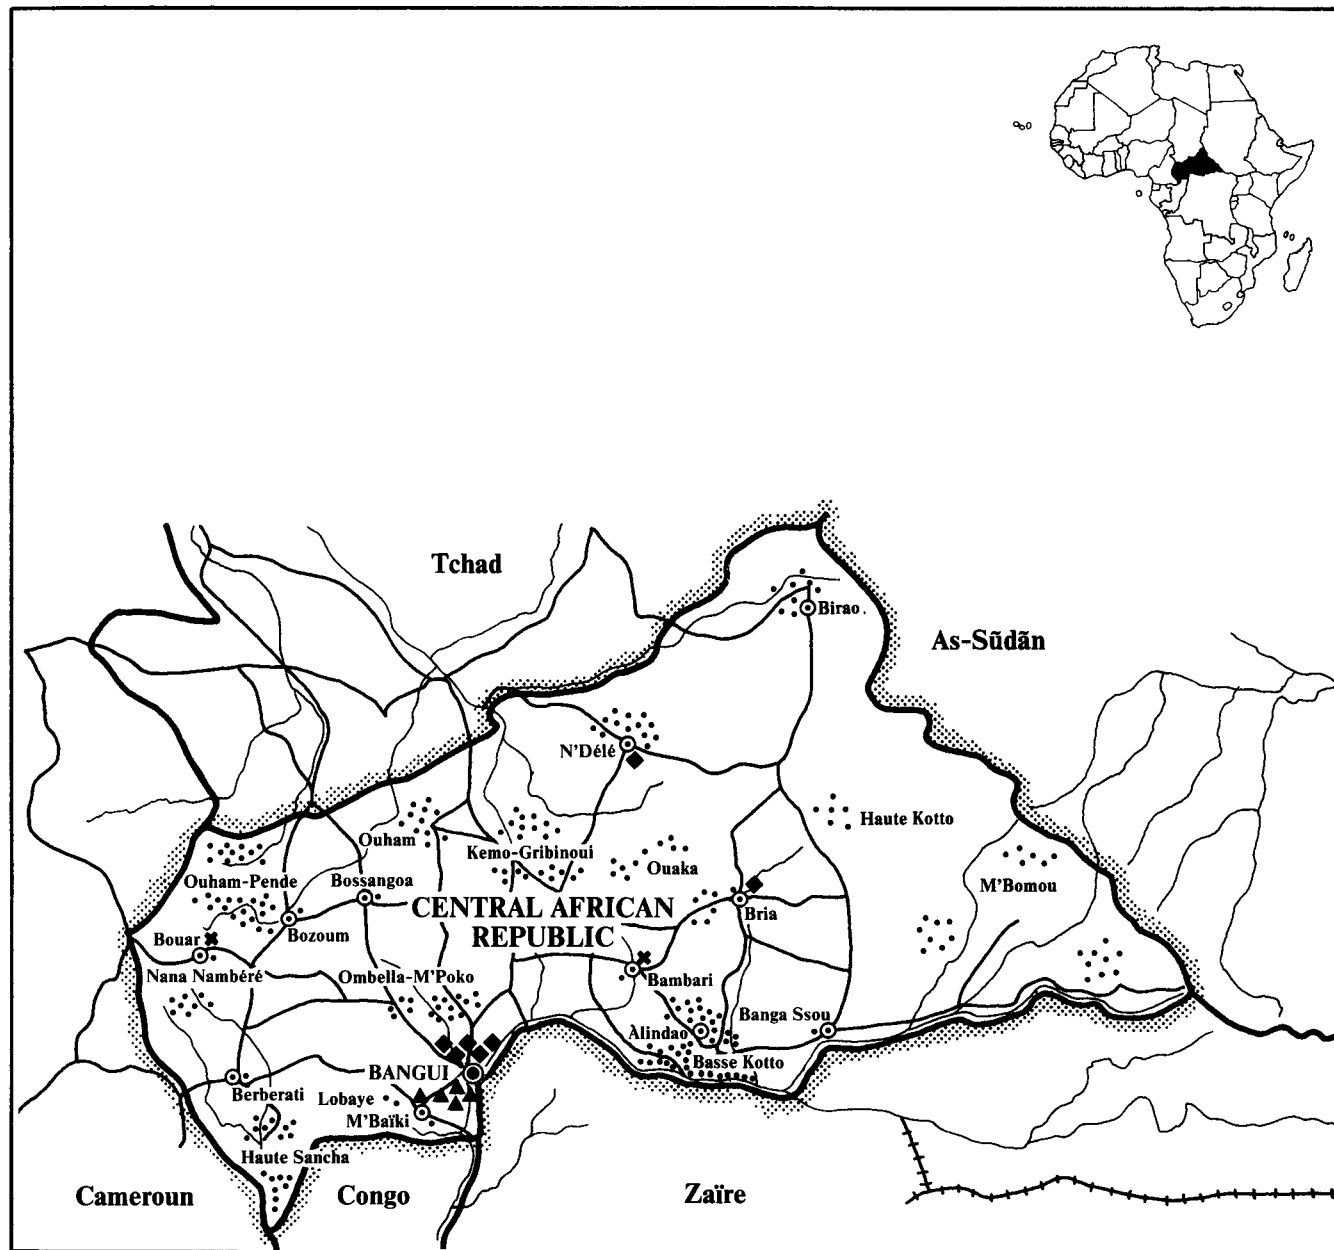 Tchad
Birao
As-Sūdān
N'Délé
Haute Kotto
Ouham
Kemo-Gribinoui
Ouaka
M'Bomou
Ouham-Pende
Bossangoa
CENTRAL AFRICAN
REPUBLIC
Bria
Bozoum
Bouar
Nana Nambéré
Ombella-M'Poko
Bambari
Banga Ssou
Alindao
Basse Kotto
BANGUI
Berberati
Lobaye
M'Baïki
Haute Sancha
Cameroun
Congo
Zaïre